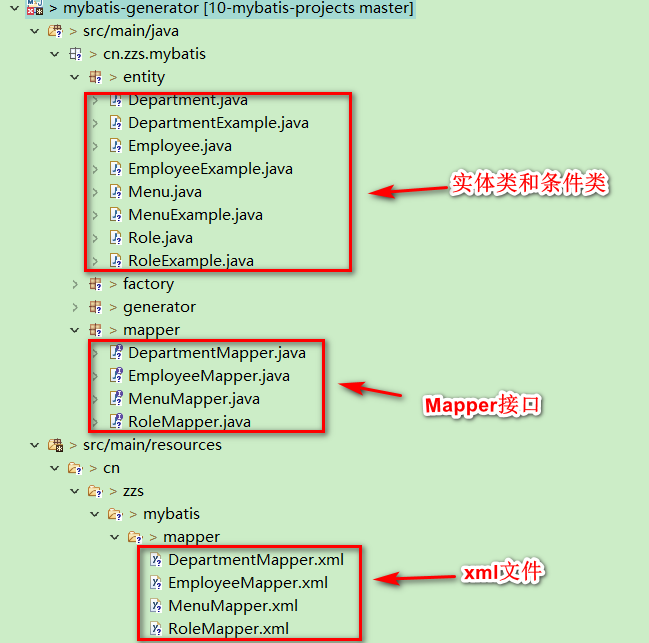 > mybatis-generator [10-mybatis-projects master]
> src/main/java
> cn.zzs.mybatis
> entity
Department.java
DepartmentExample.java
Employee.java
EmployeeExample.java
实体类和条件类
Menu.java
MenuExample.java
Role.java
RoleExample.java
> factory
> generator
> mapper
DepartmentMapper.java
EmployeeMapper.java
MenuMapper.java
Mapper接口
RoleMapper.java
> src/main/resources
> cn
> zzs
> mybatis
> mapper
DepartmentMapper.xml
xml文件
EmployeeMapper.xml
MenuMapper.xml
RoleMapper.xml